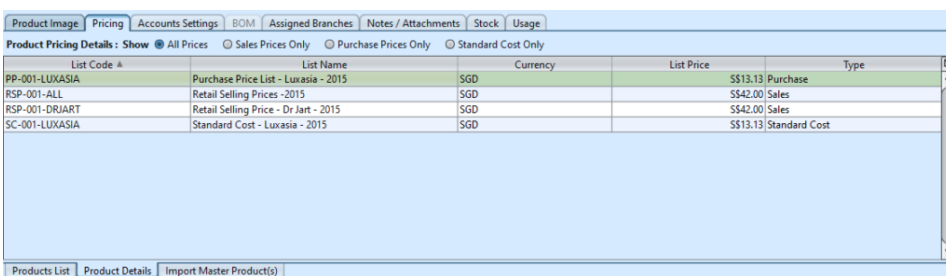 Product Image Pricing Accounts Settings BOM Assigned Branches Notes / Attachments Stock Usage
Product Pricing Details : Show All Prices Sales Prices Only Purchase Prices Only Standard Cost Only
List Code List Name Currency List Price Type
PP-001-LUXASIA Purchase Price List - Luxasia - 2015 SGD S$13.13 Purchase
RSP-001-ALL Retail Selling Prices -2015 SGD S$42.00 Sales
RSP-001-DRJART Retail Selling Price - Dr Jart - 2015 SGD S$42.00 Sales
SC-001-LUXASIA Standard Cost - Luxasia - 2015 SGD S$13.13 Standard Cost
Products List Product Details Import Master Product(s)